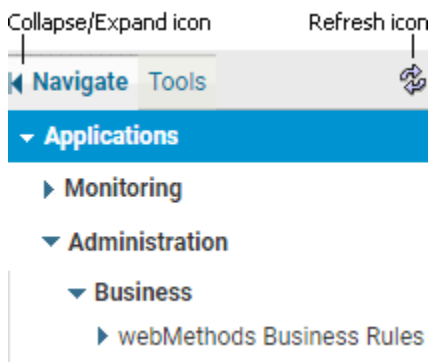 Collapse/Expand icon Refresh icon
Navigate Tools
Applications
Monitoring
Administration
Business
webMethods Business Rules